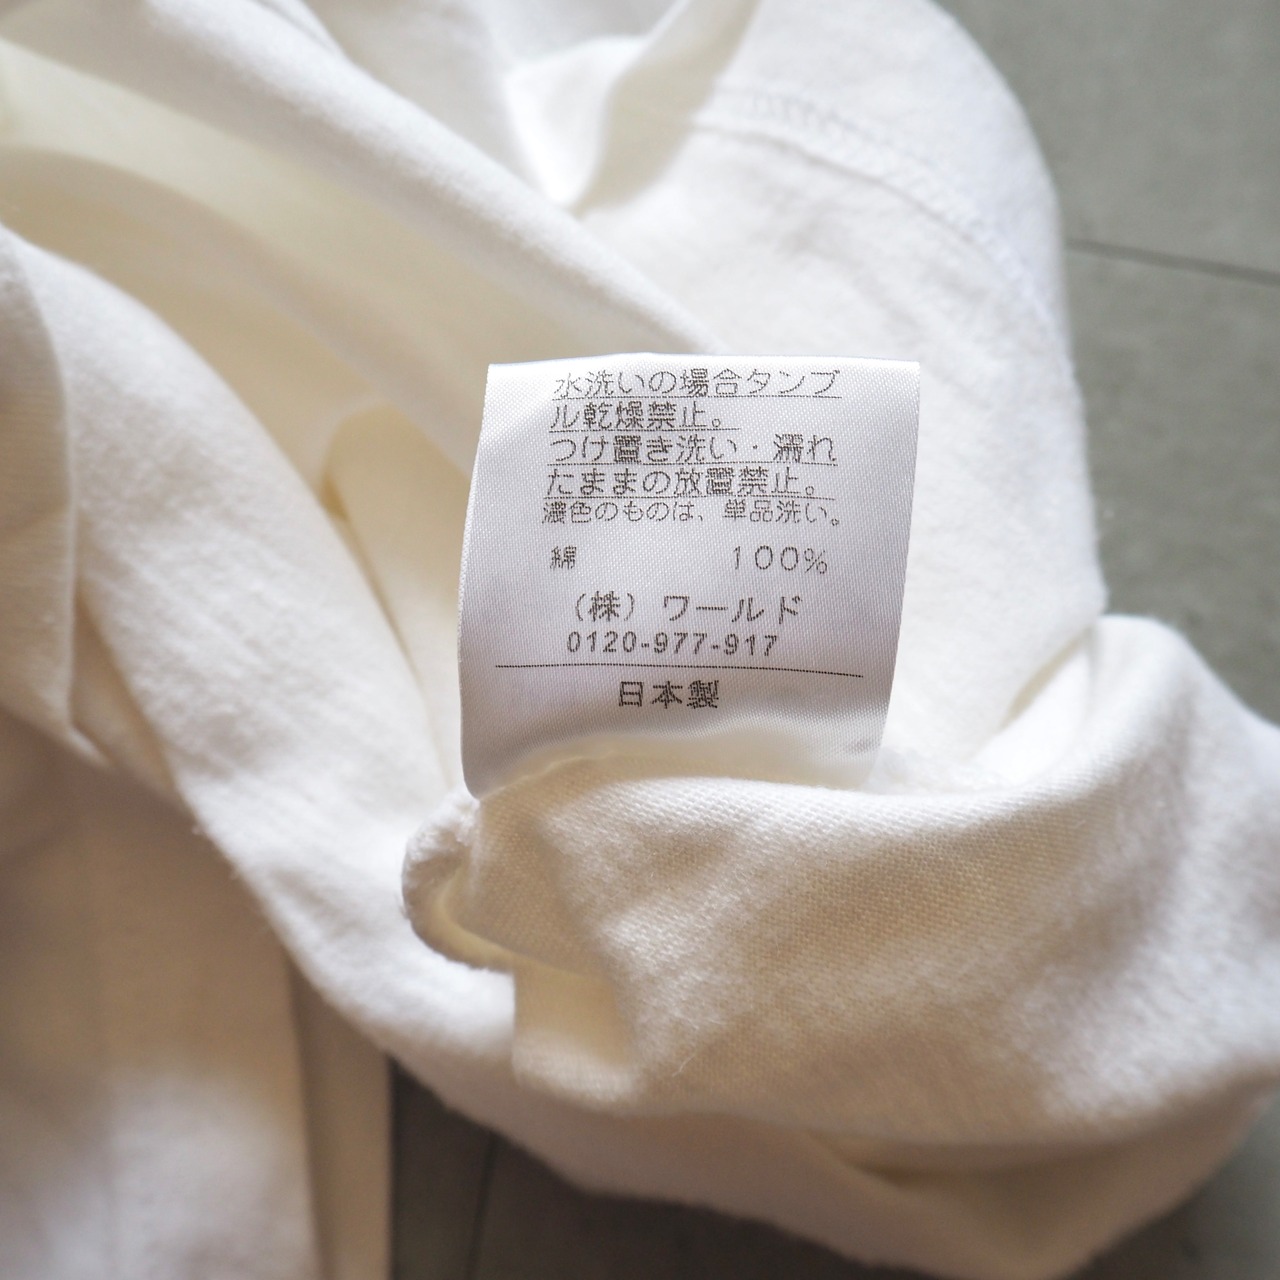 水洗いの場合タンブ
ル乾燥禁止。
つけ置き洗い・濡れ
たままの放置禁止。
濃色のものは、単品洗い。
綿 100%
（株）ワールド
0120-977-917
日本製